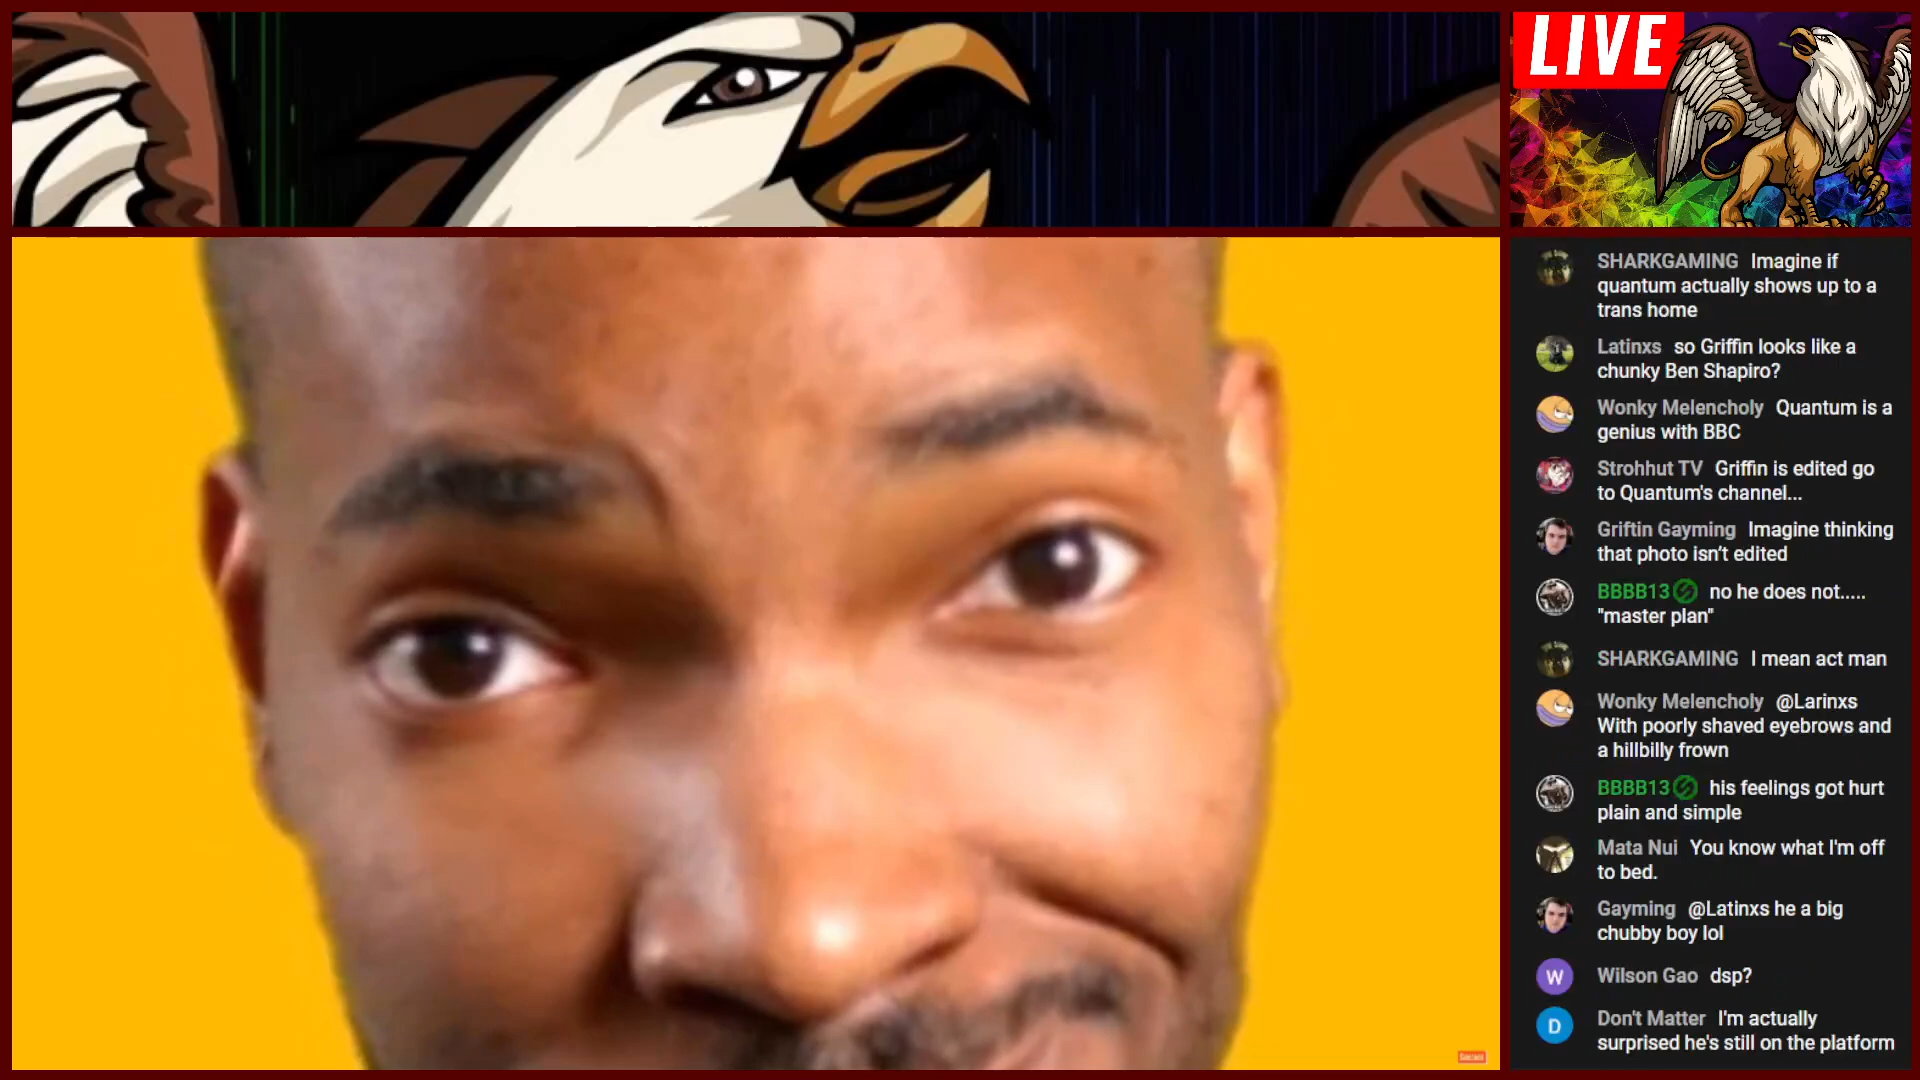 LIVE
SHARKGAMING Imagine if
quantum actually shows up to a
trans home
Latinxs so Griffin looks like a
chunky Ben Shapiro?
Wonky Melencholy Quantum is a
genius with BBC
Strohhut TV Griffin is edited go
to Quantum's channel...
Griftin Gayming Imagine thinking
that photo isn't edited
BBBB13 no he does not.....
"master plan"
SHARKGAMING I mean act man
Wonky Melencholy @Larinxs
With poorly shaved eyebrows and
a hillbilly frown
BBBB13 his feelings got hurt
plain and simple
Mata Nui You know what I'm off
to bed.
Gayming @Latinxs he a big
chubby boy lol
W Wilson Gao dsp?
D Don't Matter I'm actually
surprised he's still on the platform